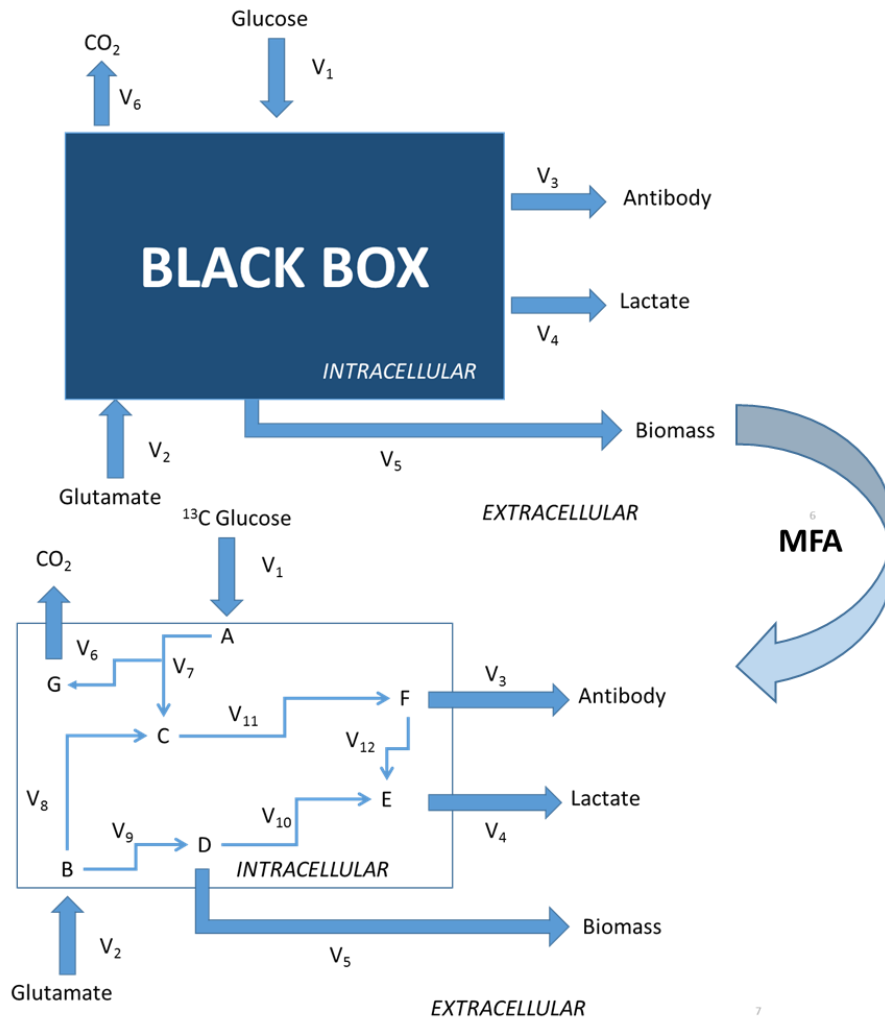 Glucose
CO₂
V₁
V₆
V₃
Antibody
BLACK BOX
Lactate
V₄
INTRACELLULAR
Biomass
V₂
V₅
Glutamate
EXTRACELLULAR
¹³C Glucose
6
MFA
CO₂
V₁
A
V₆
V₇
G
V₃
F
Antibody
V₁₁
C
V₁₂
V₈
E
Lactate
V₁₀
V₉
V₄
D
B
INTRACELLULAR
Biomass
V₂
V₅
Glutamate
EXTRACELLULAR
7